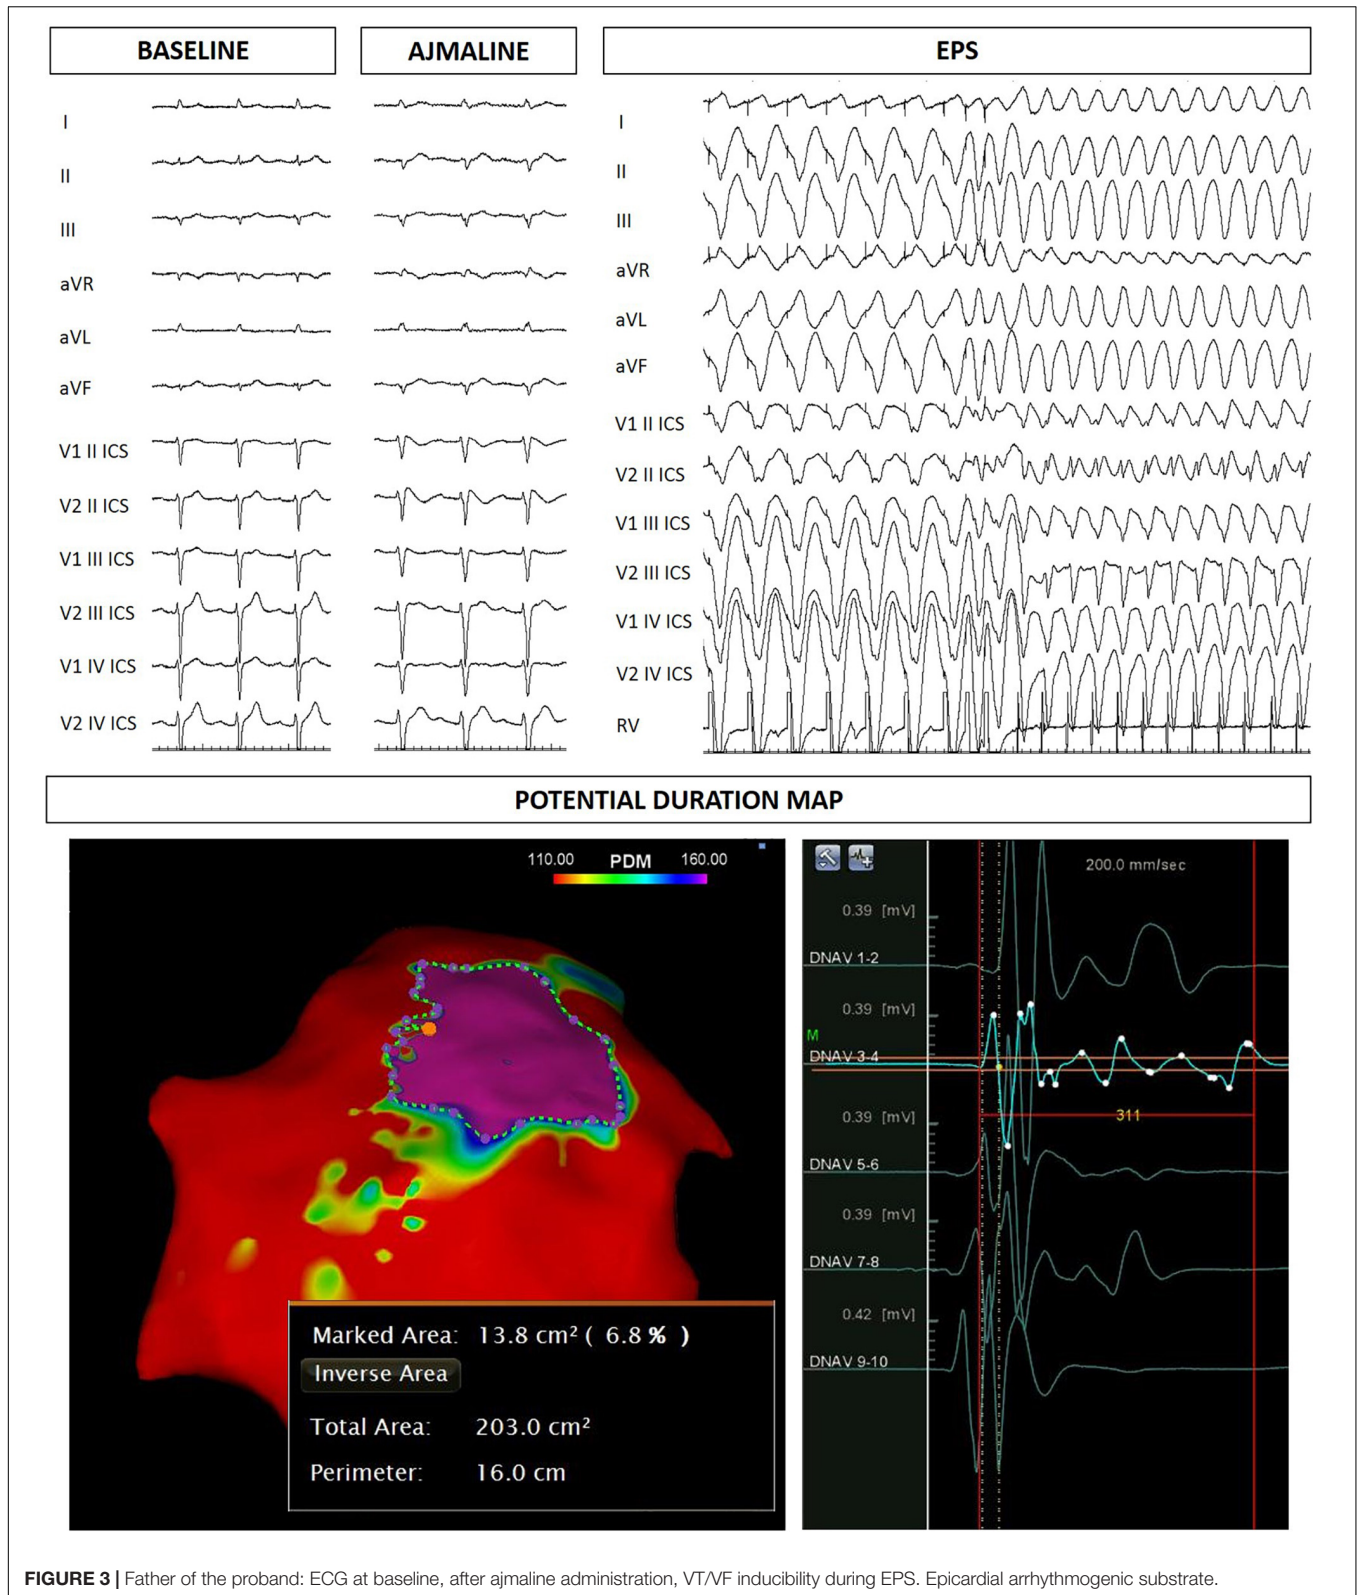 BASELINE
AJMALINE
EPS
I
II
III
aVR
aVL
aVF
V1 II ICS
V2 II ICS
V1 III ICS
V2 III ICS
V1 IV ICS
V2 IV ICS
I
II
III
aVR
aVL
aVF
V1 II ICS
V2 II ICS
V1 III ICS
V2 III ICS
V1 IV ICS
V2 IV ICS
RV
POTENTIAL DURATION MAP
110.00 PDM 160.00
Marked Area: 13.8 cm² ( 6.8 % )
Inverse Area
Total Area: 203.0 cm²
Perimeter: 16.0 cm
200.0 mm/sec
0.39 [mV]
DNAV 1-2
0.39 [mV]
M
DNAV 3-4
311
0.39 [mV]
DNAV 5-6
0.39 [mV]
DNAV 7-8
0.42 [mV]
DNAV 9-10
FIGURE 3 | Father of the proband: ECG at baseline, after ajmaline administration, VT/VF inducibility during EPS. Epicardial arrhythmogenic substrate.